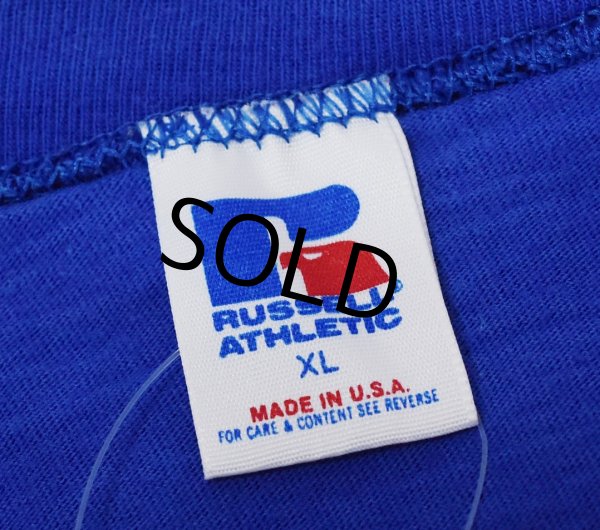 SOLD
RUSSELL®
ATHLETIC
XL
MADE IN U.S.A.
FOR CARE & CONTENT SEE REVERSE